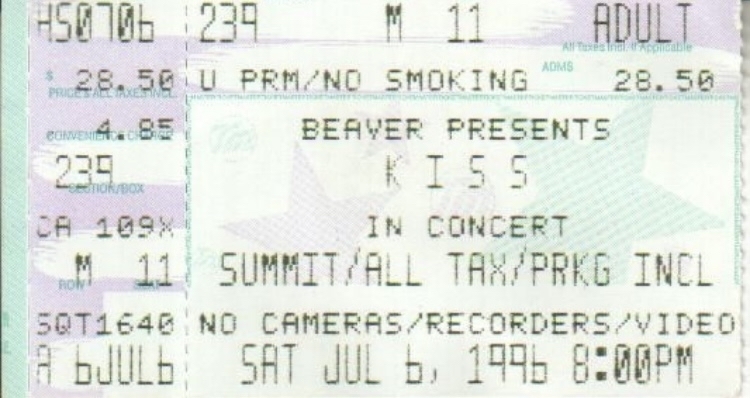 HS0706 239 M 11 ADULT
All Taxes Incl. If Applicable
$ 28.50 U PRM/NO SMOKING ADMS 28.50
PRICE & ALL TAXES INCL.
4.85 BEAVER PRESENTS
CONVENIENCE CHARGE
239 K I S S
SECTION/BOX
CA 109X IN CONCERT
M 11 SUMMIT/ALL TAX/PRKG INCL
ROW SEAT
SQT1640 NO CAMERAS/RECORDERS/VIDEO
A 6JUL6 SAT JUL 6, 1996 8:00PM